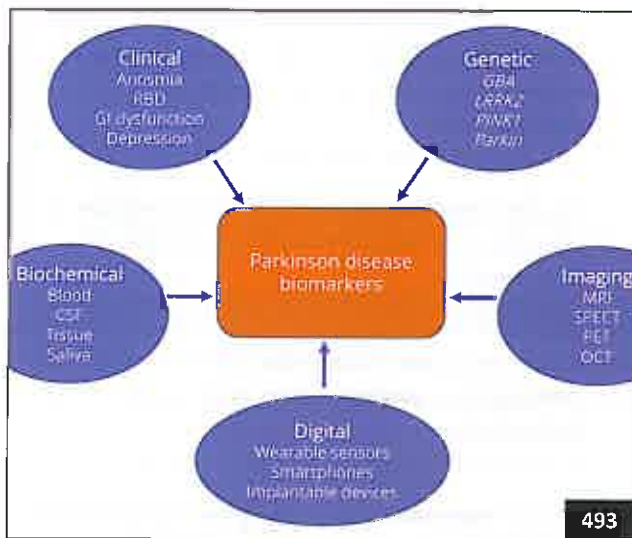 Clinical
Anosmia
RBD
GI dysfunction
Depression
Genetic
GBA
LRRK2
PINK1
Parkin
Parkinson disease
biomarkers
Biochemical
Blood
CSF
Tissue
Saliva
Imaging
MRI
SPECT
PET
OCT
Digital
Wearable sensors
Smartphones
Implantable devices
493